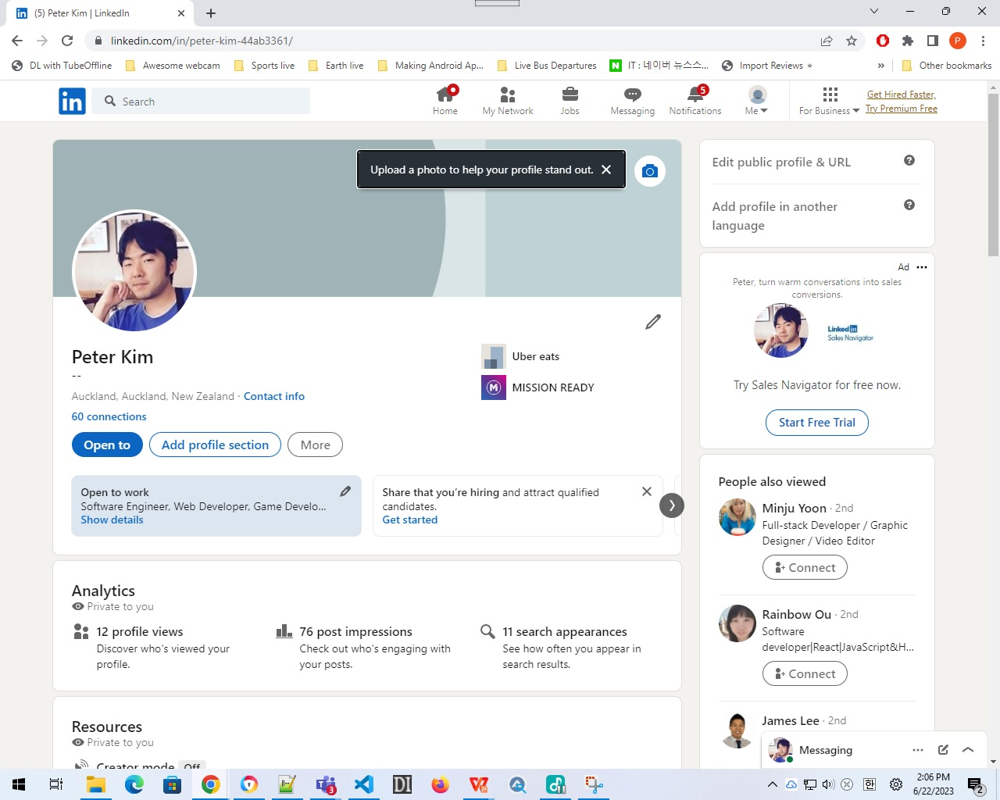 (5) Peter Kim | LinkedIn
linkedin.com/in/peter-kim-44ab3361/
P
DL with TubeOffline
Awesome webcam
Sports live
Earth live
Making Android Ap...
Live Bus Departures
N
IT : 네이버 뉴스스...
Import Reviews ⭐
»
Other bookmarks
in
Search
Home
My Network
Jobs
Messaging
5
Notifications
Me
For Business
Get Hired Faster,
Try Premium Free
Upload a photo to help your profile stand out.
Peter Kim
--
Auckland, Auckland, New Zealand · Contact info
60 connections
Open to
Add profile section
More
Uber eats
M
MISSION READY
Open to work
Software Engineer, Web Developer, Game Develo...
Show details
Share that you're hiring and attract qualified
candidates.
Get started
Analytics
Private to you
12 profile views
Discover who's viewed your
profile.
76 post impressions
Check out who's engaging with
your posts.
11 search appearances
See how often you appear in
search results.
Resources
Private to you
Creator mode Off
Edit public profile & URL
Add profile in another
language
Ad
Peter, turn warm conversations into sales
conversions.
Linked in
Sales Navigator
Try Sales Navigator for free now.
Start Free Trial
People also viewed
Minju Yoon · 2nd
Full-stack Developer / Graphic
Designer / Video Editor
Connect
Rainbow Ou · 2nd
Software
developer|React|JavaScript&H...
Connect
James Lee · 2nd
Messaging
3
DI
한
2:06 PM
6/22/2023
2